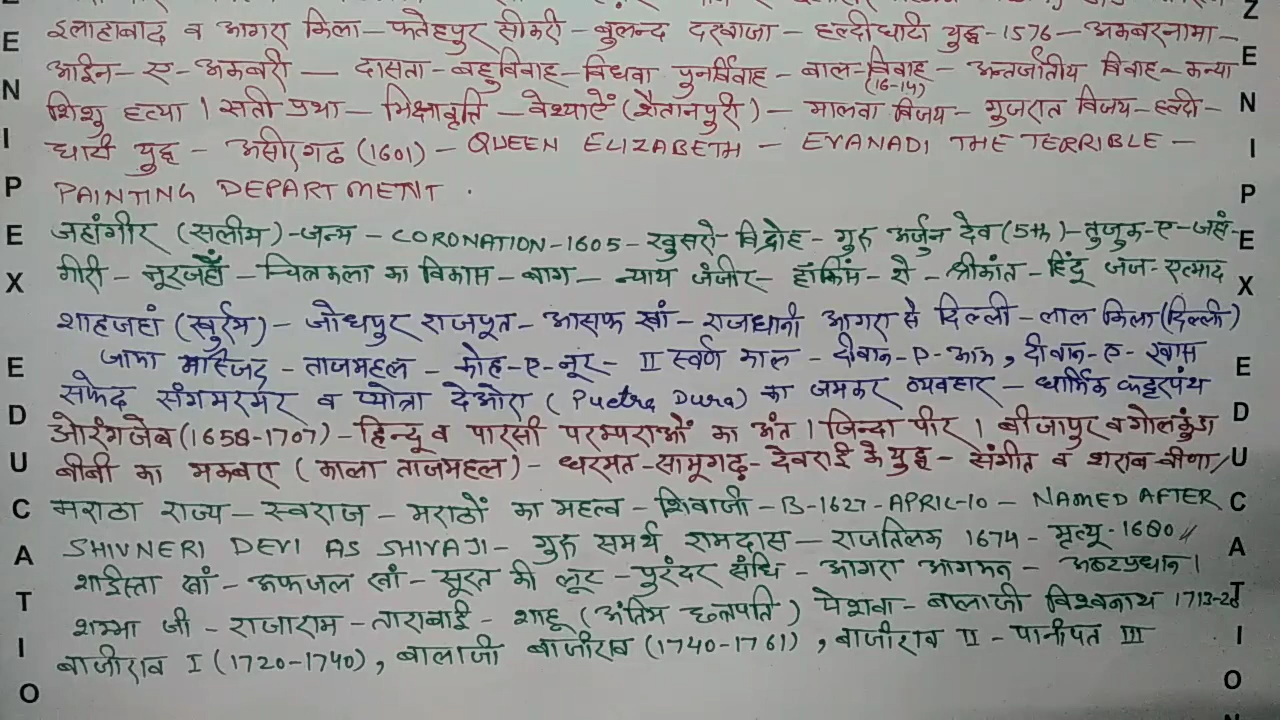 इलाहाबाद व आगरा किला – फतेहपुर सीकरी – बुलन्द दरवाजा – हल्दीघाटी युद्ध-1576 – अकबरनामा –
आईन-ए-अकबरी — दासता – बहुविवाह – विधवा पुनर्विवाह – बाल-विवाह – अन्तर्जातीय विवाह – कन्या
(16-14)
शिशु हत्या । सती प्रथा – भिक्षावृत्ति – वेश्याऐं (शैतानपुरी) – मालवा विजय – गुजरात विजय – हल्दी-
घाटी युद्ध – असीरगढ (1601) – QUEEN ELIZABETH – EVANADI THE TERRIBLE –
PAINTING DEPARTMENT .
जहांगीर (सलीम)-जन्म – CORONATION-1605 – खुसरो विद्रोह – गुरु अर्जुन देव (5th) – तुजुक-ए-जहं-
गीरी – नूरजहाँ – चित्रकला का विकास – बाग – न्याय जंजीर – हॉकिंस – रो – श्रीकांत – हिंदू जज-
शाहजहां (खुर्रम) – जोधपुर राजपूत – आसफ खां – राजधानी आगरा से दिल्ली – लाल किला (दिल्ली)
जामा मस्जिद – ताजमहल – कोह-ए-नूर – II स्वर्ण काल – दीवान-ए-आम, दीवान-ए-खास
सफेद संगमरमर व प्योत्रा देओरा (Puetra Dura) का जमकर व्यवहार – धार्मिक कट्टरपंथ
औरंगजेब (1658-1707) – हिन्दू व पारसी परम्पराओं का अंत । जिन्दा पीर । बीजापुर व गोलकुंडा
बीबी का मकबरा (काला ताजमहल) – धरमत – सामूगढ़ – देवराई के युद्ध – संगीत व शराब-वीणा/
मराठा राज्य – स्वराज – मराठों का महत्व – शिवाजी – B-1627-APRIL-10 – NAMED AFTER
SHIVNERI DEVI AS SHIVAJI – गुरु समर्थ रामदास – राजतिलक 1674 – मृत्यू-1680 //
शाईस्ता खां – अफजल खां – सूरत की लूट – पुरंदर संधि – आगरा आगमन – अष्टप्रधान ।
शम्भा जी – राजाराम – ताराबाई – शाहू (अंतिम छत्रपति) पेशवा – बालाजी विश्वनाथ 1713-20
बाजीराव I (1720-1740), बालाजी बाजीराव (1740-1761), बाजीराव II – पानीपत III
E N I P E X E D U C A T I O
Z E N I P E X E D U C A T I O N